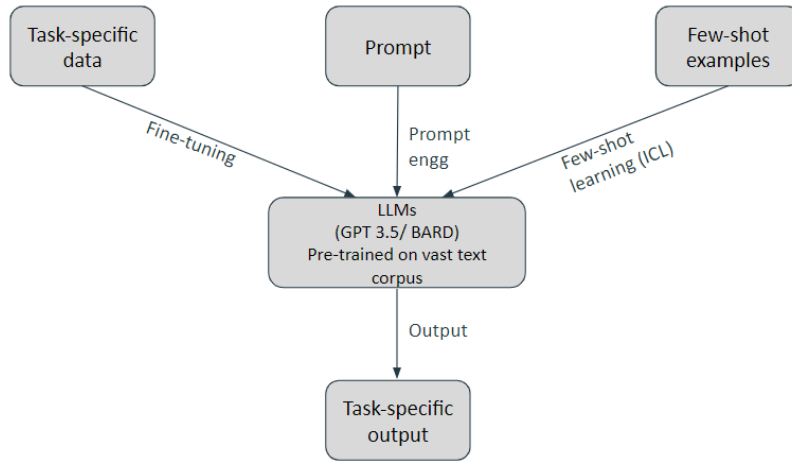 Task-specific
data
Prompt
Few-shot
examples
Fine-tuning
Prompt
engg
Few-shot
learning (ICL)
LLMs
(GPT 3.5/ BARD)
Pre-trained on vast text
corpus
Output
Task-specific
output